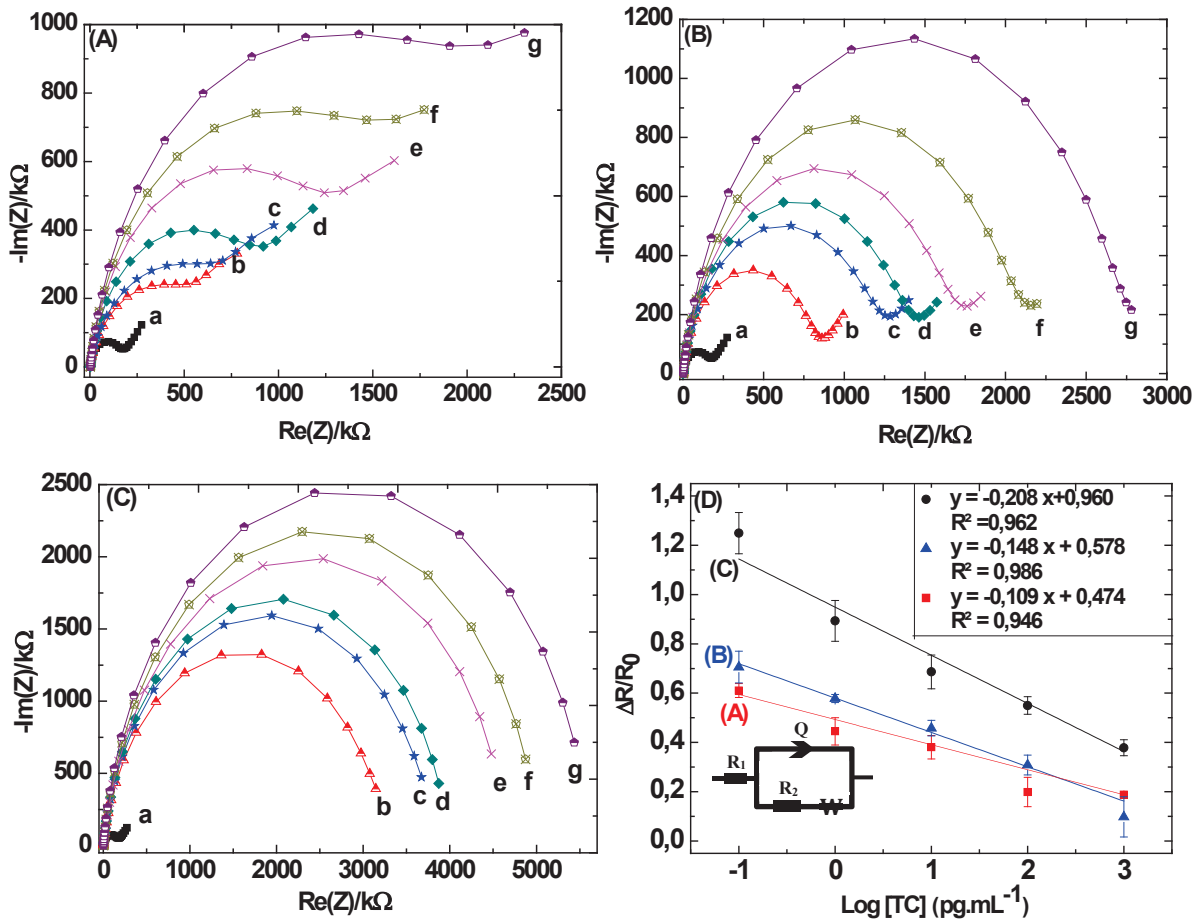 (A)
1000
800
600
400
200
0
-Im(Z)/kΩ
0 500 1000 1500 2000 2500
Re(Z)/kΩ
a
b
c
d
e
f
g
(B)
1200
1000
800
600
400
200
0
-Im(Z)/kΩ
0 500 1000 1500 2000 2500 3000
Re(Z)/kΩ
a
b
c
d
e
f
g
(C)
2500
2000
1500
1000
500
0
-Im(Z)/kΩ
0 1000 2000 3000 4000 5000
Re(Z)/kΩ
a
b
c
d
e
f
g
(D)
1,4
1,2
1,0
0,8
0,6
0,4
0,2
0,0
ΔR/R0
y = -0,208 x+0,960
R² =0,962
y = -0,148 x + 0,578
R² = 0,986
y = -0,109 x + 0,474
R² = 0,946
(C)
(B)
(A)
Q
R1
R2
W
-1 0 1 2 3
Log [TC] (pg.mL-1)